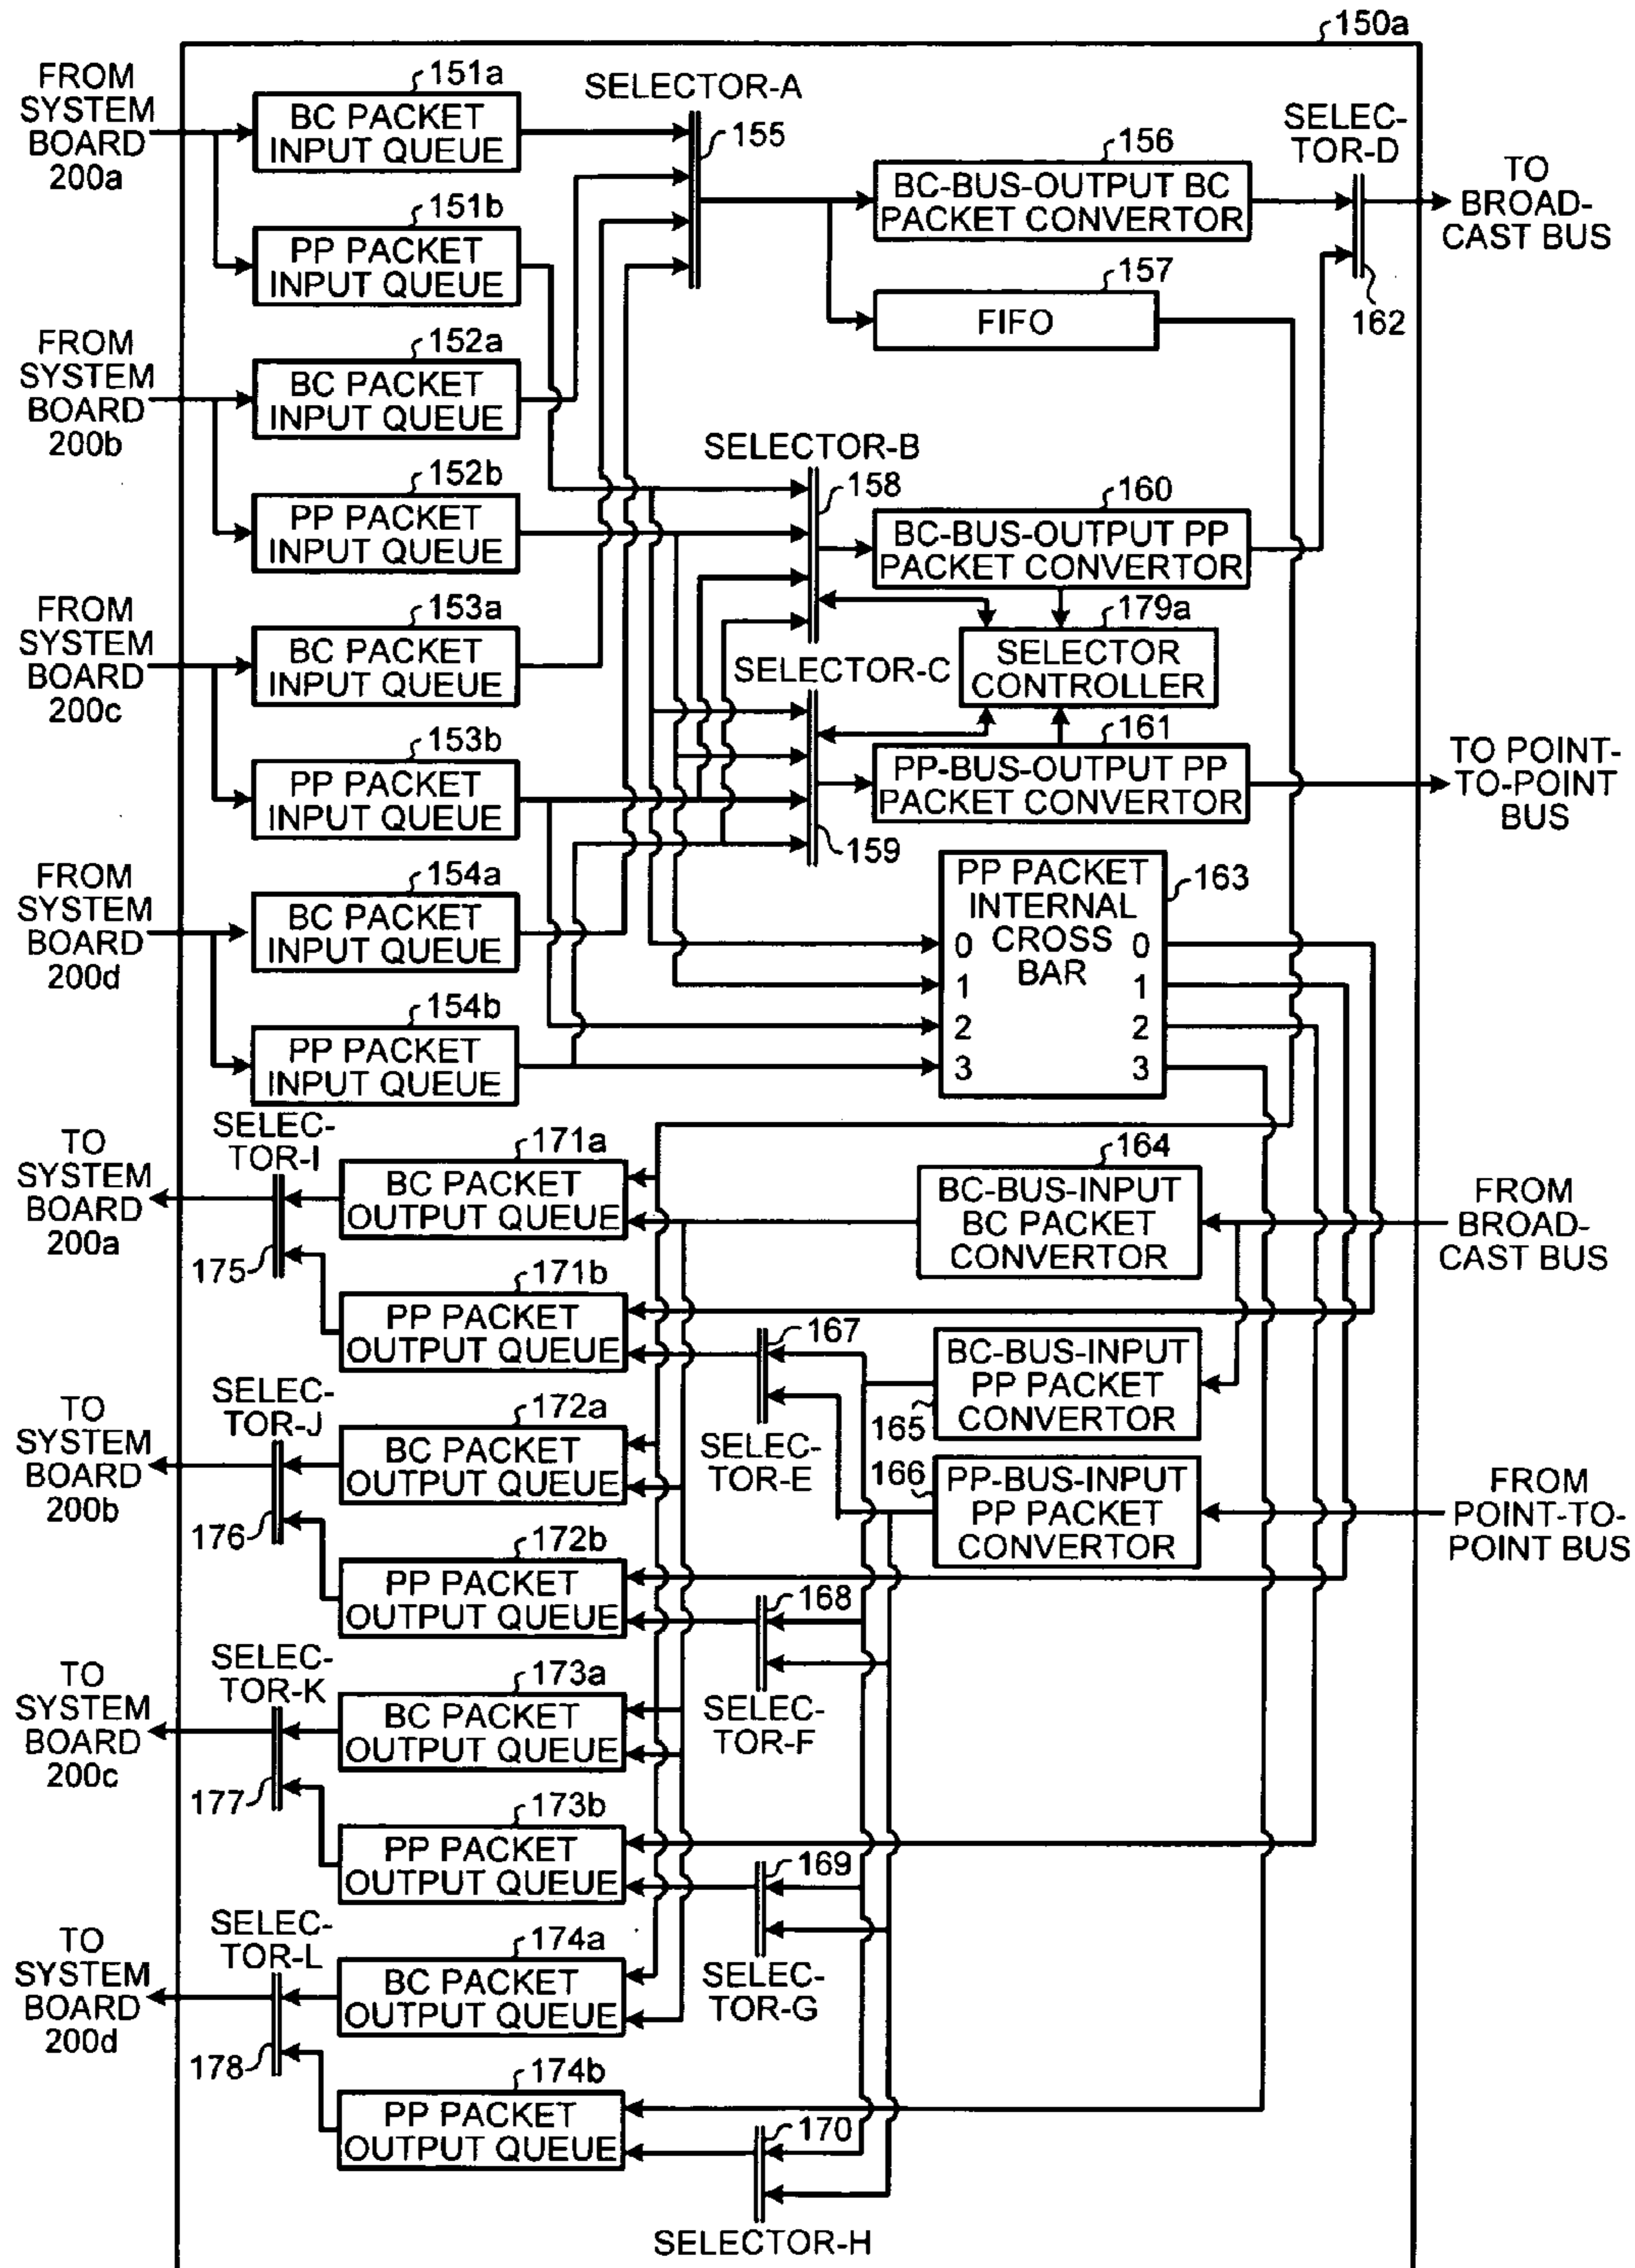 150a
FROM
SYSTEM
BOARD
200a
151a
BC PACKET
INPUT QUEUE
151b
PP PACKET
INPUT QUEUE
SELECTOR-A
155
156
BC-BUS-OUTPUT BC
PACKET CONVERTOR
157
FIFO
SELEC-
TOR-D
162
TO
BROAD-
CAST BUS
FROM
SYSTEM
BOARD
200b
152a
BC PACKET
INPUT QUEUE
152b
PP PACKET
INPUT QUEUE
SELECTOR-B
158
160
BC-BUS-OUTPUT PP
PACKET CONVERTOR
179a
SELECTOR
CONTROLLER
FROM
SYSTEM
BOARD
200c
153a
BC PACKET
INPUT QUEUE
153b
PP PACKET
INPUT QUEUE
SELECTOR-C
159
161
PP-BUS-OUTPUT PP
PACKET CONVERTOR
TO POINT-
TO-POINT
BUS
FROM
SYSTEM
BOARD
200d
154a
BC PACKET
INPUT QUEUE
154b
PP PACKET
INPUT QUEUE
PP PACKET
INTERNAL
CROSS
BAR
163
0 0
1 1
2 2
3 3
TO
SYSTEM
BOARD
200a
SELEC-
TOR-I
175
171a
BC PACKET
OUTPUT QUEUE
171b
PP PACKET
OUTPUT QUEUE
164
BC-BUS-INPUT
BC PACKET
CONVERTOR
FROM
BROAD-
CAST BUS
167
SELEC-
TOR-E
BC-BUS-INPUT
PP PACKET
CONVERTOR
165
TO
SYSTEM
BOARD
200b
SELEC-
TOR-J
176
172a
BC PACKET
OUTPUT QUEUE
172b
PP PACKET
OUTPUT QUEUE
166
PP-BUS-INPUT
PP PACKET
CONVERTOR
FROM
POINT-TO-
POINT BUS
168
SELEC-
TOR-F
TO
SYSTEM
BOARD
200c
SELEC-
TOR-K
177
173a
BC PACKET
OUTPUT QUEUE
173b
PP PACKET
OUTPUT QUEUE
169
SELEC-
TOR-G
TO
SYSTEM
BOARD
200d
SELEC-
TOR-L
178
174a
BC PACKET
OUTPUT QUEUE
174b
PP PACKET
OUTPUT QUEUE
170
SELECTOR-H